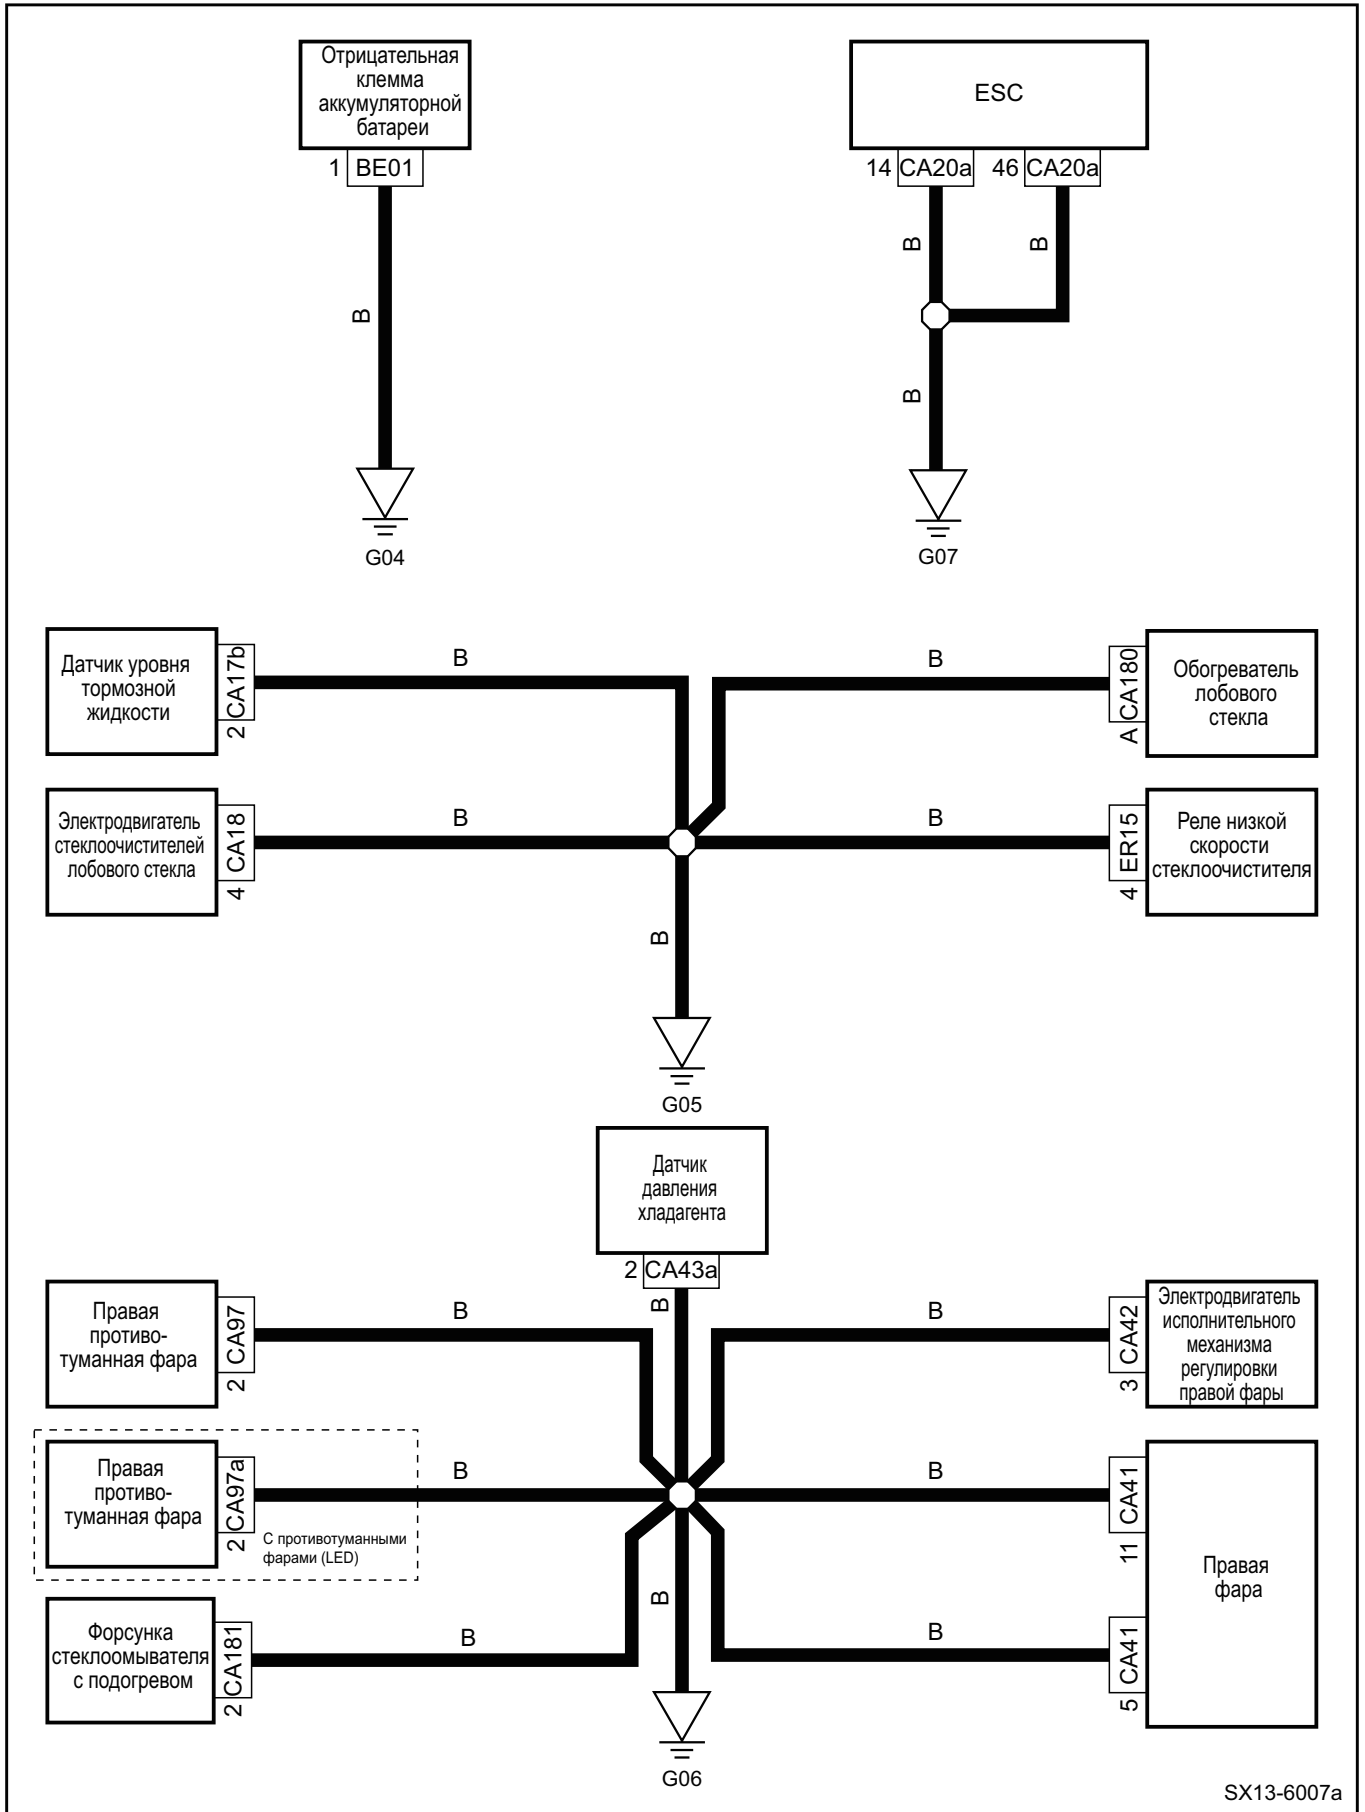 Отрицательная
клемма
аккумуляторной
батареи
1 BE01
B
G04
ESC
14 CA20a 46 CA20a
B B
B
G07
Датчик уровня
тормозной
жидкости
2 CA17b
B
B
A CA180
Обогреватель
лобового
стекла
Электродвигатель
стеклоочистителей
лобового стекла
4 CA18
B
B
4 ER15
Реле низкой
скорости
стеклоочистителя
B
G05
Датчик
давления
хладагента
2 CA43a
B
Правая
противо-
туманная фара
2 CA97
B
B
3 CA42
Электродвигатель
исполнительного
механизма
регулировки
правой фары
Правая
противо-
туманная фара
2 CA97a
С противотуманными
фарами (LED)
B
B
11 CA41
Правая
фара
Форсунка
стеклоомывателя
с подогревом
2 CA181
B
B
B
5 CA41
G06
SX13-6007a